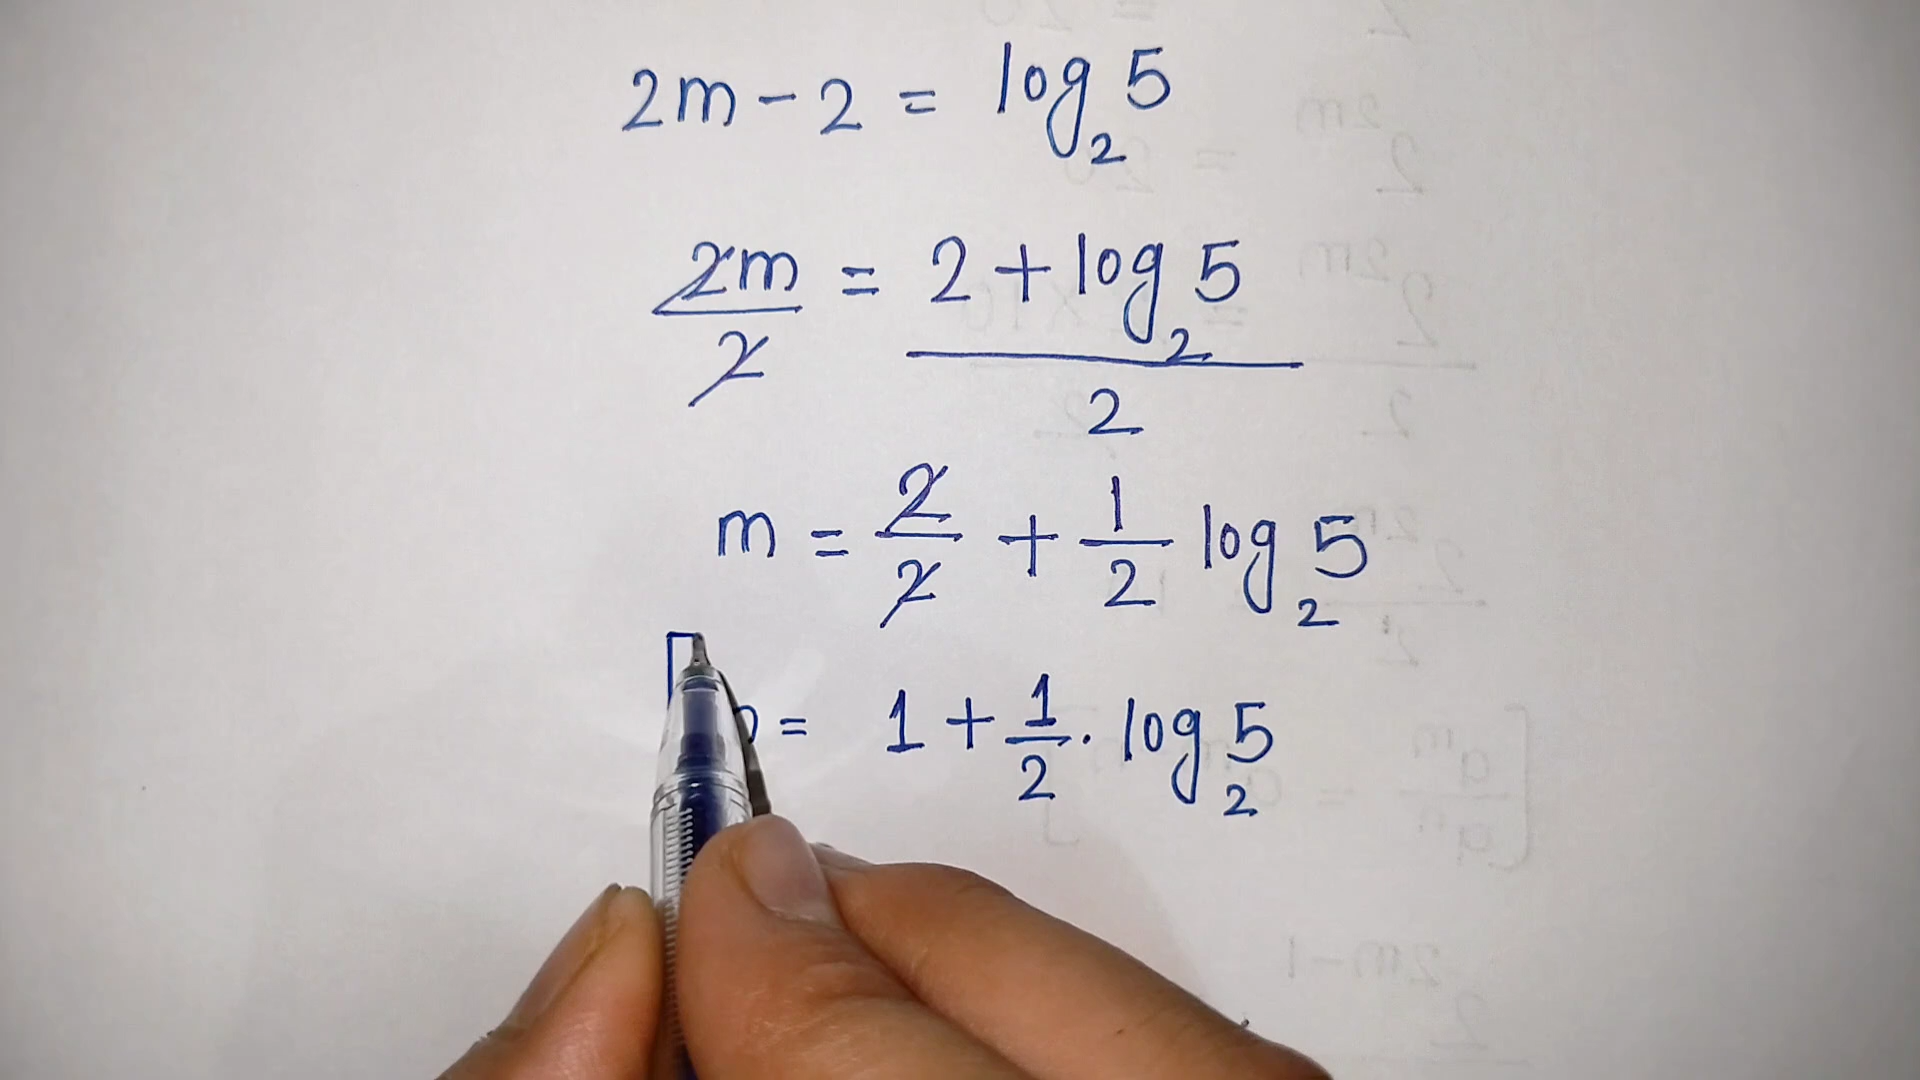 2m - 2 = log₂ 5
2m/2 = (2 + log₂ 5)/2
m = 2/2 + 1/2 log₂ 5
= 1 + 1/2 · log₂ 5